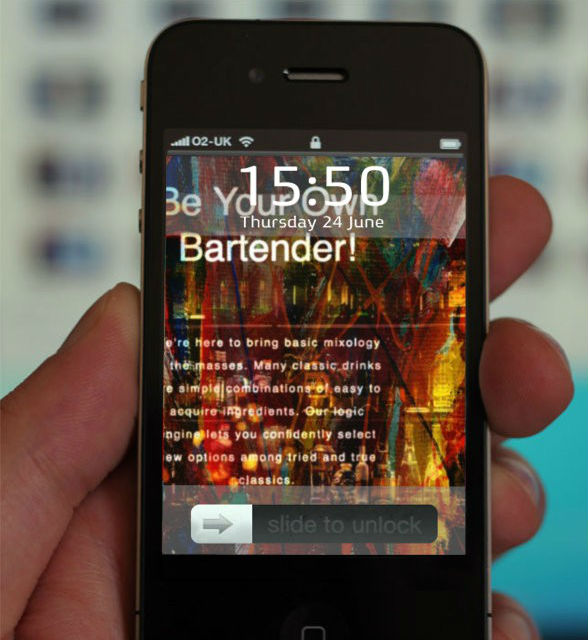 O2-UK
15:50
Be Your Own
Thursday 24 June
Bartender!
e're here to bring basic mixology
the masses. Many classic drinks
e simple combinations of easy to
acquire ingredients. Our logic
ngine lets you confidently select
ew options among tried and true
classics.
slide to unlock